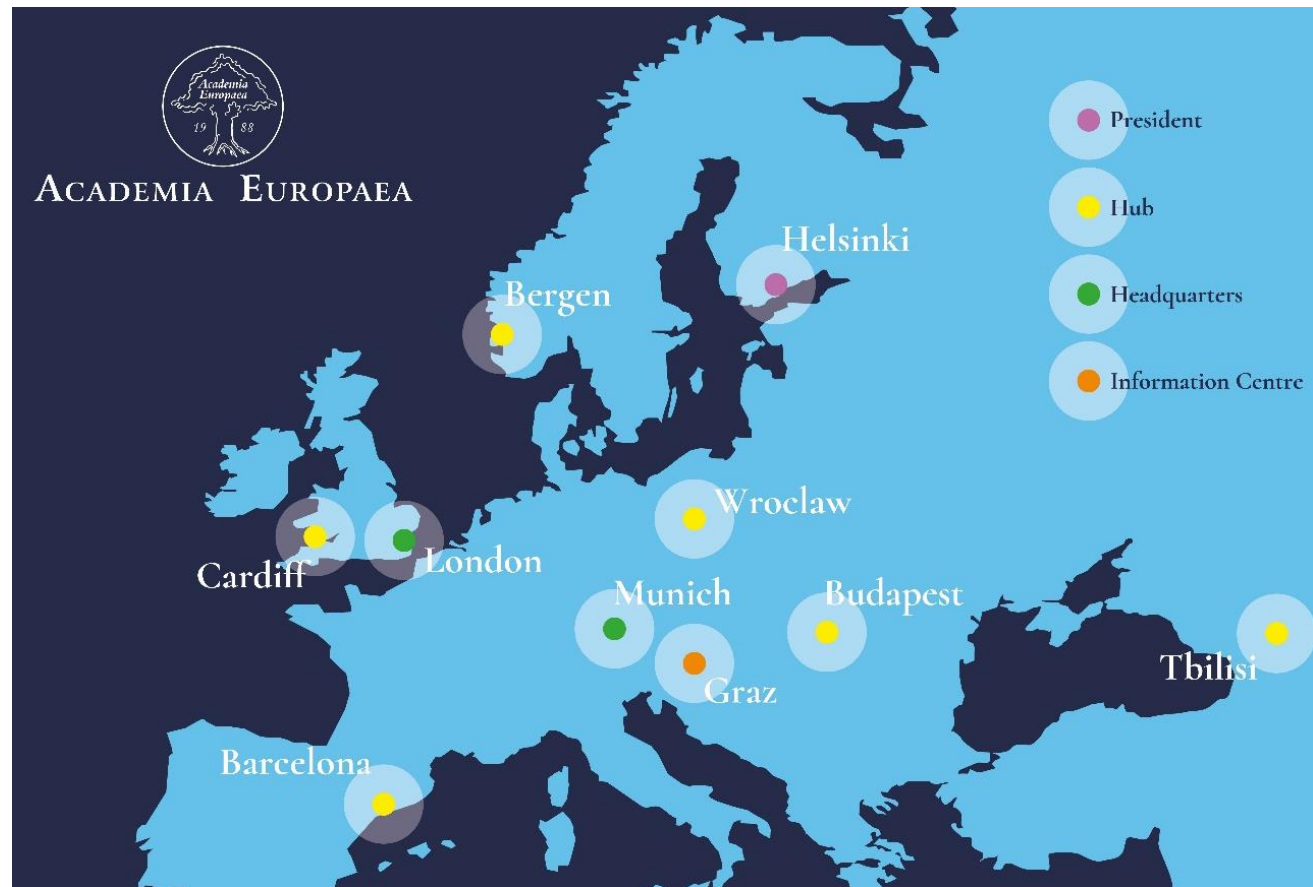 Academia
Europaea
19 88
ACADEMIA EUROPAEA
President
Hub
Headquarters
Information Centre
Helsinki
Bergen
Wroclaw
Cardiff
London
Munich
Budapest
Tbilisi
Graz
Barcelona